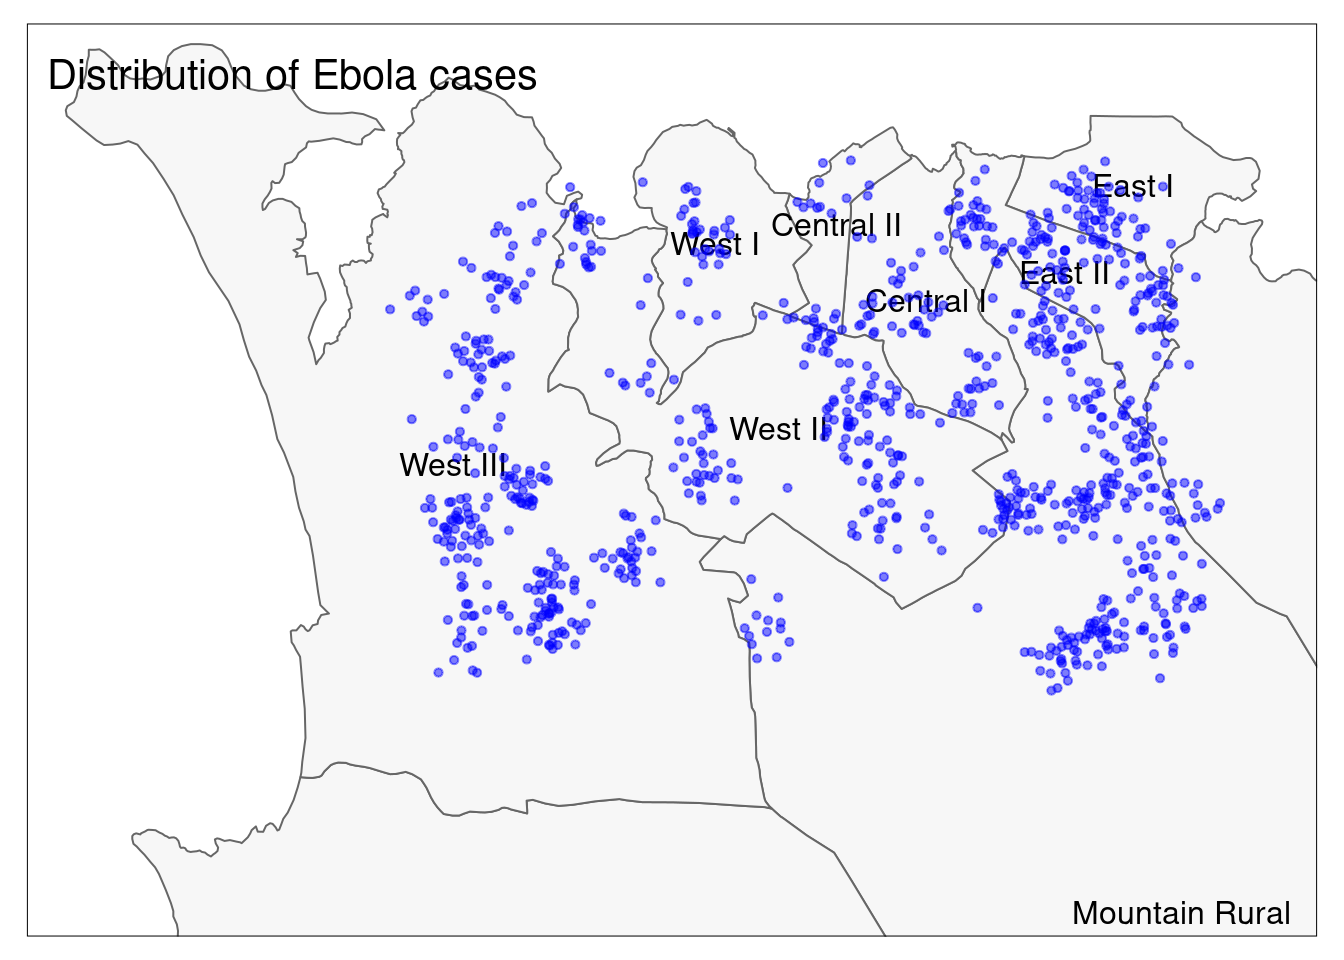 Distribution of Ebola cases
East I
Central II
West I
East II
Central I
West II
West III
Mountain Rural